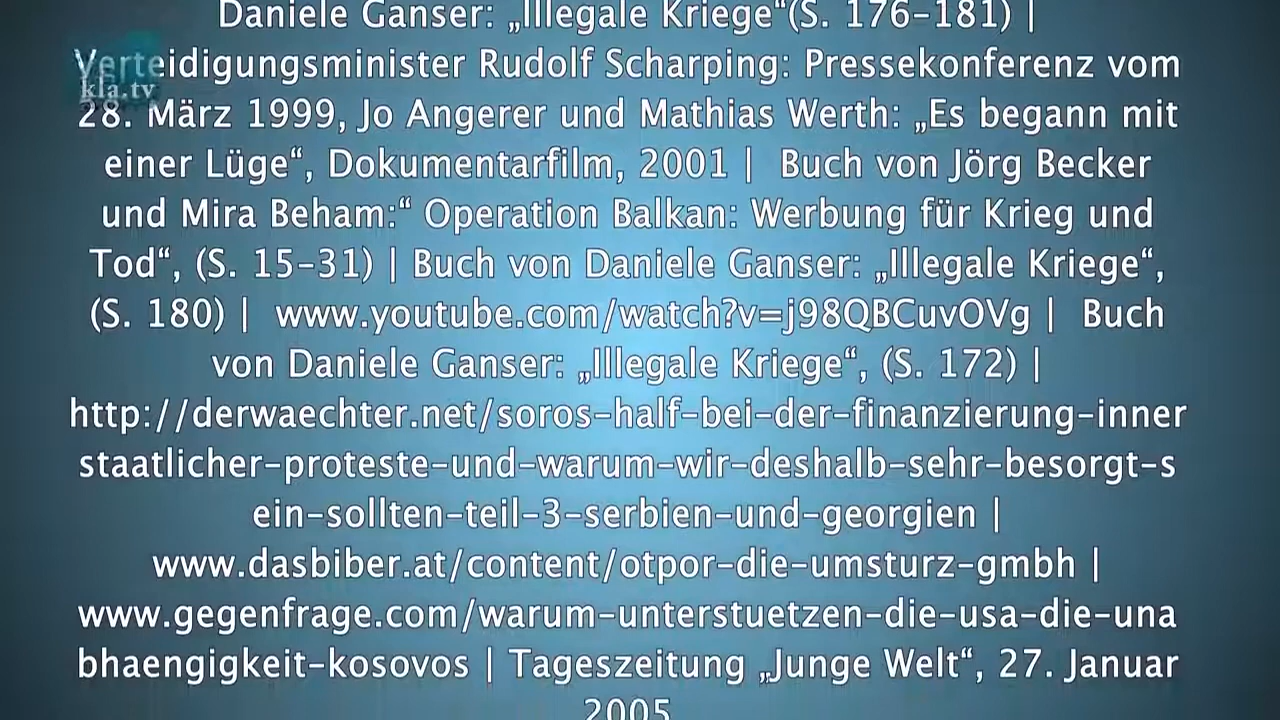 Daniele Ganser: „Illegale Kriege“(S. 176–181) |
Verteidigungsminister Rudolf Scharping: Pressekonferenz vom
kla.tv
28. März 1999, Jo Angerer und Mathias Werth: „Es begann mit
einer Lüge“, Dokumentarfilm, 2001 | Buch von Jörg Becker
und Mira Beham:“ Operation Balkan: Werbung für Krieg und
Tod“, (S. 15–31) | Buch von Daniele Ganser: „Illegale Kriege“,
(S. 180) | www.youtube.com/watch?v=j98QBCuvOVg | Buch
von Daniele Ganser: „Illegale Kriege“, (S. 172) |
http://derwaechter.net/soros-half-bei-der-finanzierung-inner
staatlicher-proteste-und-warum-wir-deshalb-sehr-besorgt-s
ein-sollten-teil-3-serbien-und-georgien |
www.dasbiber.at/content/otpor-die-umsturz-gmbh |
www.gegenfrage.com/warum-unterstuetzen-die-usa-die-una
bhaengigkeit-kosovos | Tageszeitung „Junge Welt“, 27. Januar
2005